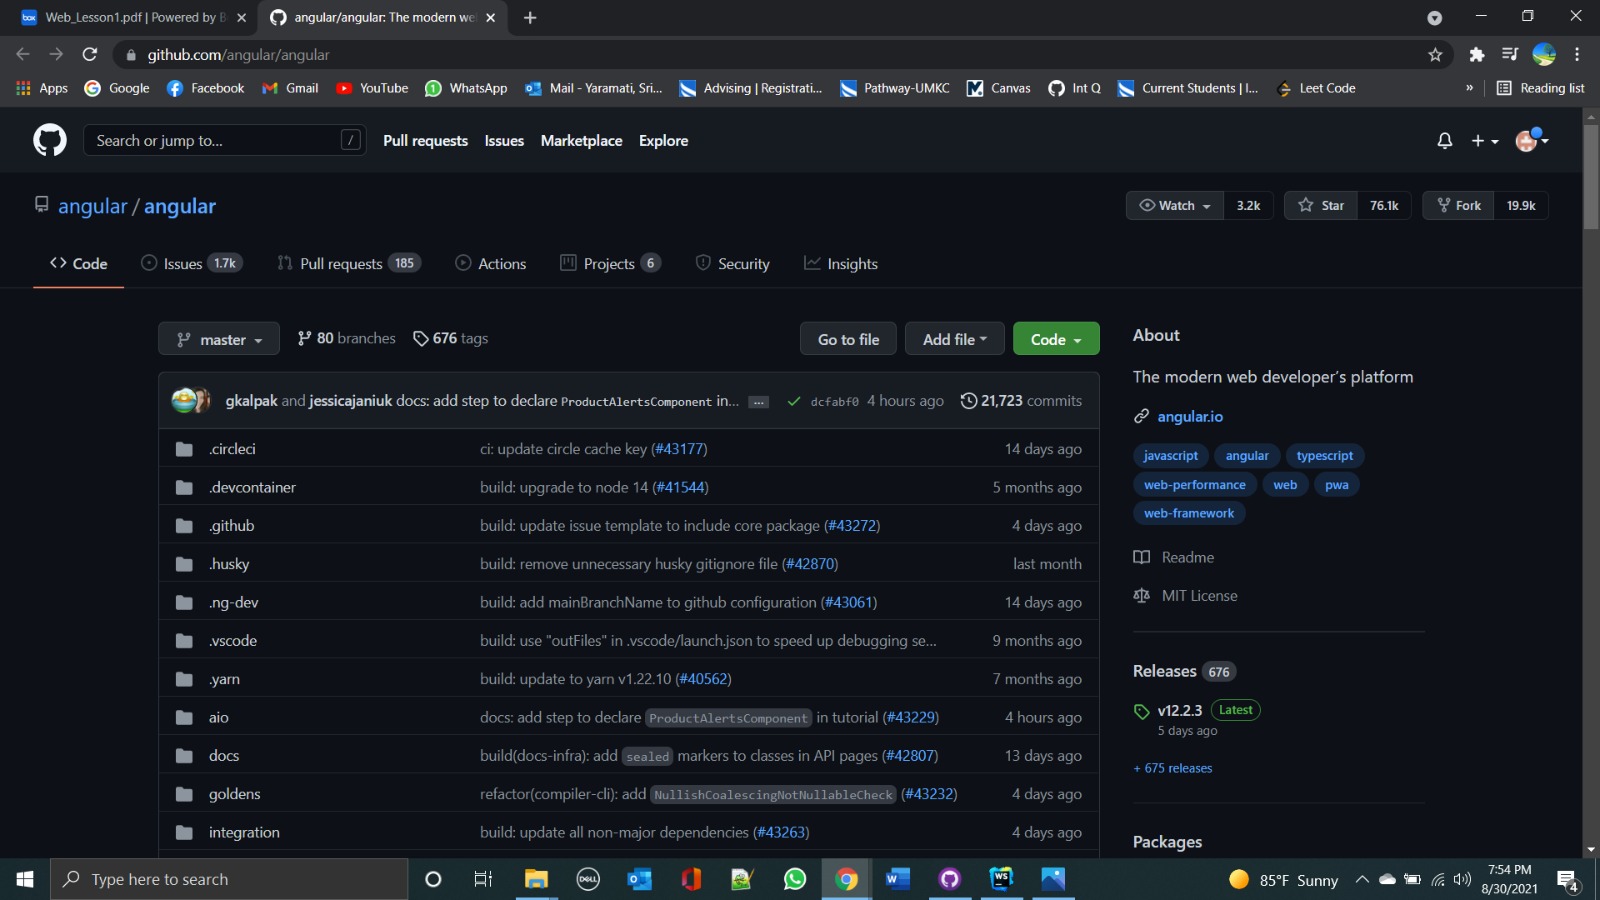 Web_Lesson1.pdf | Powered by B
angular/angular: The modern we
github.com/angular/angular
Apps Google Facebook Gmail YouTube WhatsApp Mail - Yaramati, Sri... Advising | Registrati... Pathway-UMKC Canvas Int Q Current Students | I... Leet Code » Reading list
Search or jump to... / Pull requests Issues Marketplace Explore
angular / angular
Watch 3.2k Star 76.1k Fork 19.9k
Code Issues 1.7k Pull requests 185 Actions Projects 6 Security Insights
master 80 branches 676 tags Go to file Add file Code
gkalpak and jessicajaniuk docs: add step to declare ProductAlertsComponent in... ... dcfabf0 4 hours ago 21,723 commits
.circleci ci: update circle cache key (#43177) 14 days ago
.devcontainer build: upgrade to node 14 (#41544) 5 months ago
.github build: update issue template to include core package (#43272) 4 days ago
.husky build: remove unnecessary husky gitignore file (#42870) last month
.ng-dev build: add mainBranchName to github configuration (#43061) 14 days ago
.vscode build: use "outFiles" in .vscode/launch.json to speed up debugging se... 9 months ago
.yarn build: update to yarn v1.22.10 (#40562) 7 months ago
aio docs: add step to declare ProductAlertsComponent in tutorial (#43229) 4 hours ago
docs build(docs-infra): add sealed markers to classes in API pages (#42807) 13 days ago
goldens refactor(compiler-cli): add NullishCoalescingNotNullableCheck (#43232) 4 days ago
integration build: update all non-major dependencies (#43263) 4 days ago
About
The modern web developer's platform
angular.io
javascript angular typescript
web-performance web pwa
web-framework
Readme
MIT License
Releases 676
v12.2.3 Latest
5 days ago
+ 675 releases
Packages
Type here to search
85°F Sunny
7:54 PM
8/30/2021
4